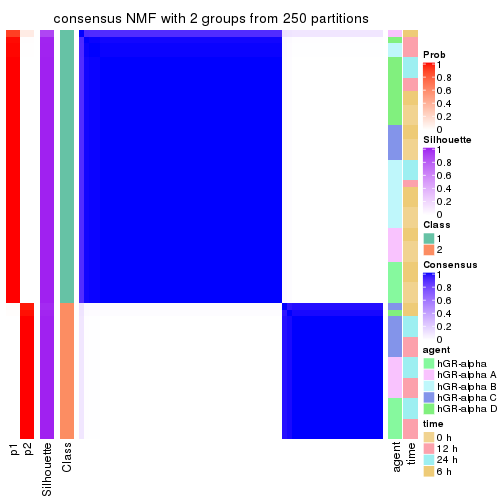 consensus NMF with 2 groups from 250 partitions
Prob
1
0.8
0.6
0.4
0.2
0
Silhouette
1
0.8
0.6
0.4
0.2
0
Class
1
2
Consensus
1
0.8
0.6
0.4
0.2
0
agent
hGR-alpha
hGR-alpha A
hGR-alpha B
hGR-alpha C
hGR-alpha D
time
0 h
12 h
24 h
6 h
p1
p2
Silhouette
Class
agent
time